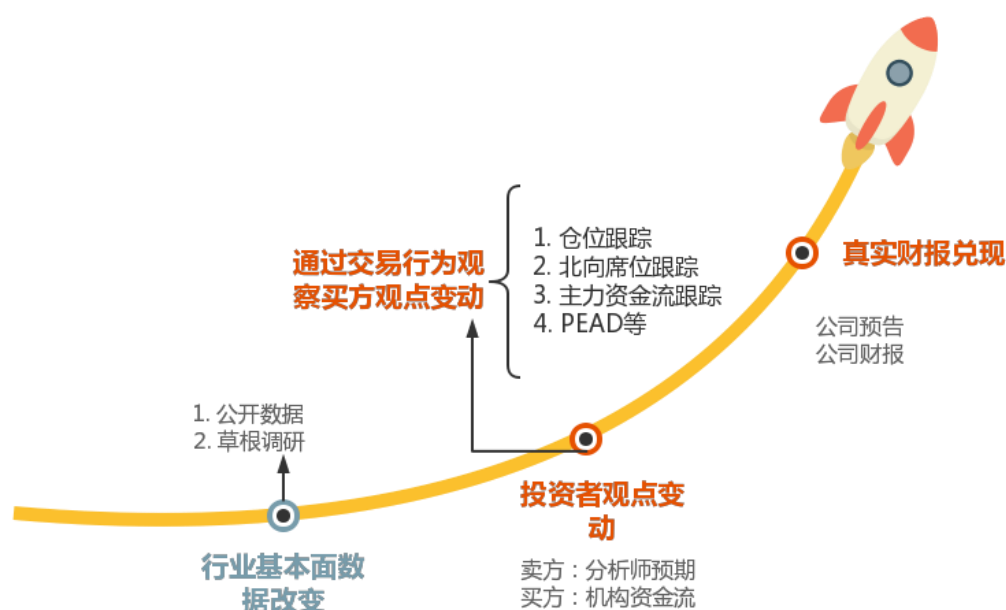 通过交易行为观
察买方观点变动
1. 仓位跟踪
2. 北向席位跟踪
3. 主力资金流跟踪
4. PEAD等
真实财报兑现
公司预告
公司财报
1. 公开数据
2. 草根调研
投资者观点变
动
卖方：分析师预期
买方：机构资金流
行业基本面数
据改变